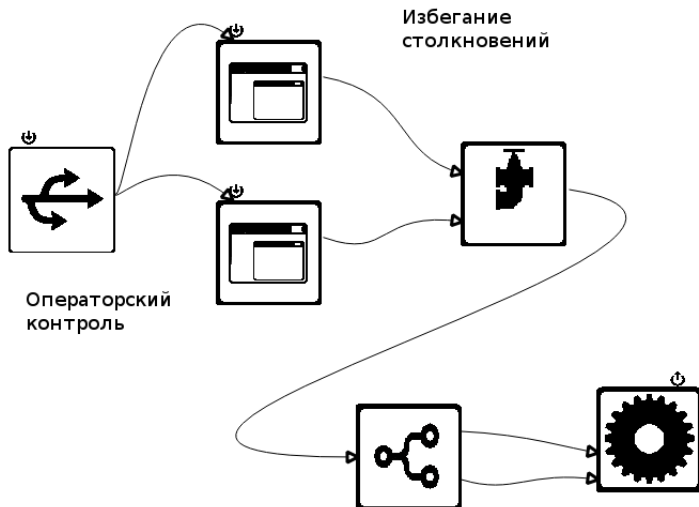 Избегание
столкновений
Операторский
контроль